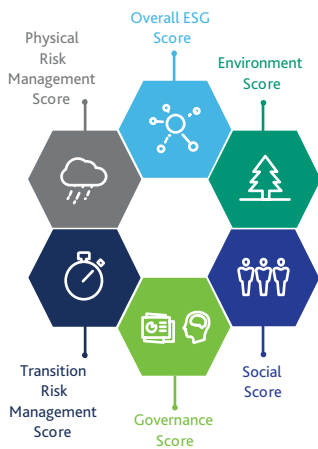 Overall ESG
Score
Physical
Risk
Management
Score
Environment
Score
Transition
Risk
Management
Score
Social
Score
Governance
Score